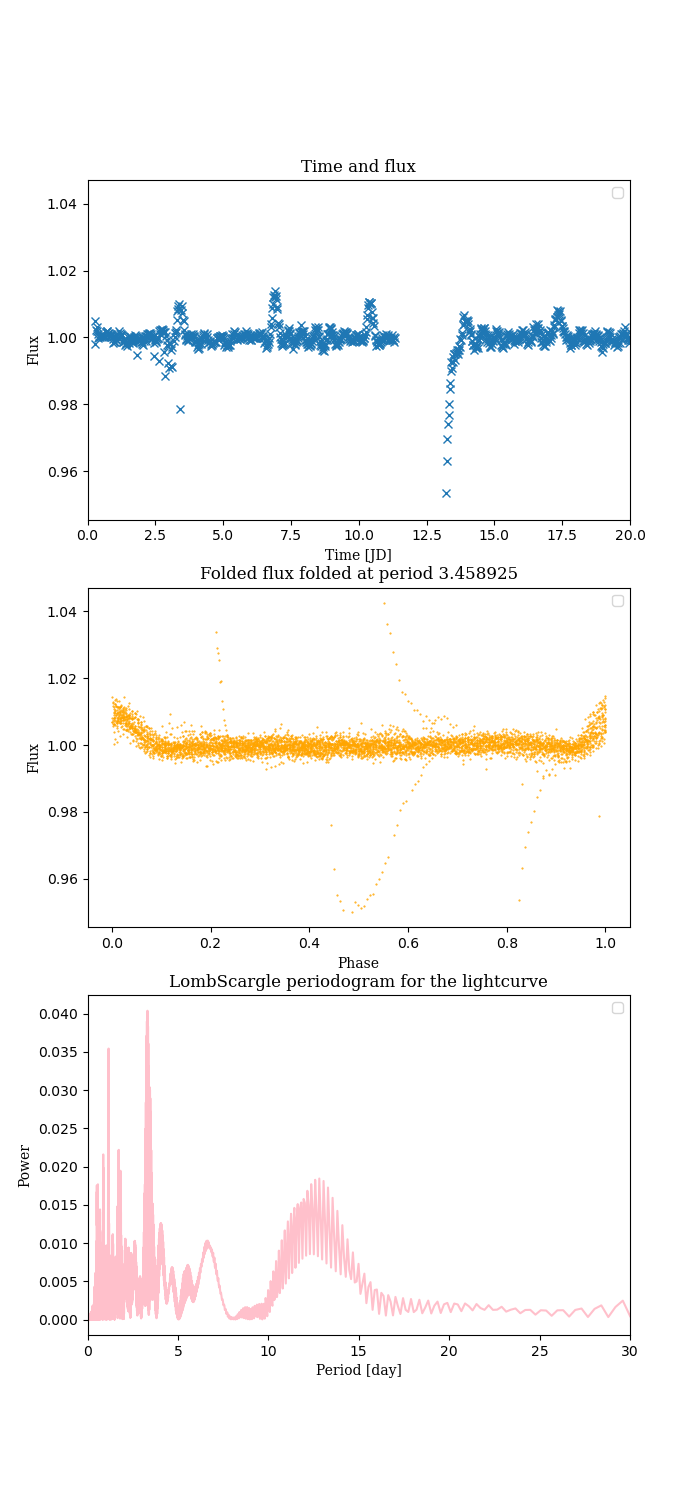 Time and flux
1.04
1.02
1.00
0.98
0.96
Flux
0.0 2.5 5.0 7.5 10.0 12.5 15.0 17.5 20.0
Time [JD]
Folded flux folded at period 3.458925
1.04
1.02
1.00
0.98
0.96
Flux
0.0 0.2 0.4 0.6 0.8 1.0
Phase
LombScargle periodogram for the lightcurve
0.040
0.035
0.030
0.025
0.020
0.015
0.010
0.005
0.000
Power
0 5 10 15 20 25 30
Period [day]